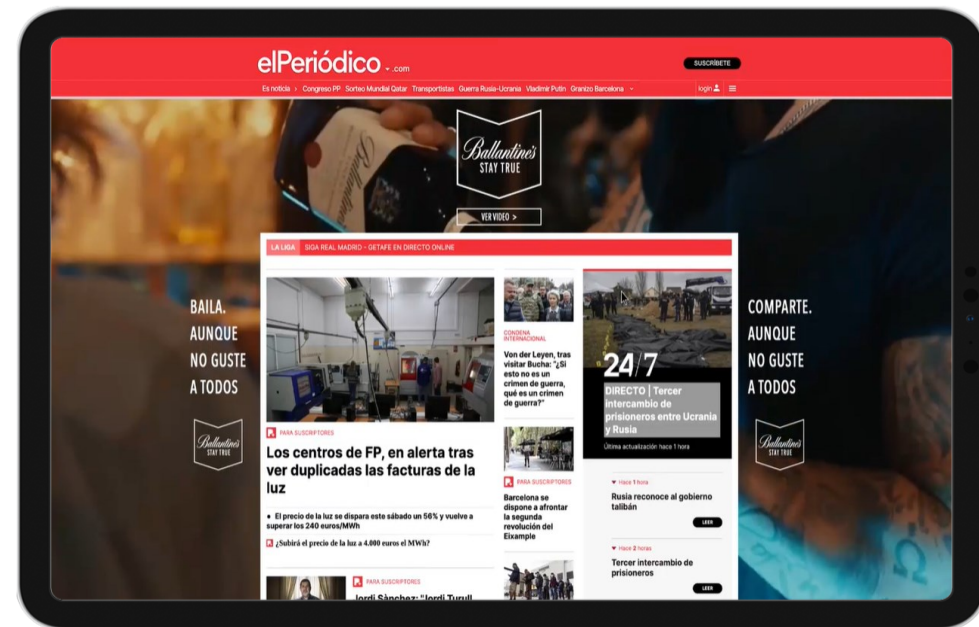 elPeriódico .com
SUSCRÍBETE
Es noticia > Congreso PP Sorteo Mundial Qatar Transportistas Guerra Rusia-Ucrania Vladímir Putin Granizo Barcelona
login
Ballantine's
Ballantine's
STAY TRUE
VER VIDEO >
LA LIGA SIGA REAL MADRID - GETAFE EN DIRECTO ONLINE
BAILA.
AUNQUE
NO GUSTE
A TODOS
Ballantine's
STAY TRUE
PARA SUSCRIPTORES
Los centros de FP, en alerta tras
ver duplicadas las facturas de la
luz
• El precio de la luz se dispara este sábado un 56% y vuelve a
superar los 240 euros/MWh
¿Subirá el precio de la luz a 4.000 euros el MWh?
PARA SUSCRIPTORES
Jordi Sànchez: "Jordi Turull
CONDENA
INTERNACIONAL
Von der Leyen, tras
visitar Bucha: "¿Si
esto no es un
crimen de guerra,
qué es un crimen
de guerra?"
PARA SUSCRIPTORES
Barcelona se
dispone a afrontar
la segunda
revolución del
Eixample
24/7
DIRECTO | Tercer
intercambio de
prisioneros entre Ucrania
y Rusia
Última actualización hace 1 hora
Hace 1 hora
Rusia reconoce al gobierno
talibán
LEER
Hace 2 horas
Tercer intercambio de
prisioneros
LEER
COMPARTE.
AUNQUE
NO GUSTE
A TODOS
Ballantine's
STAY TRUE